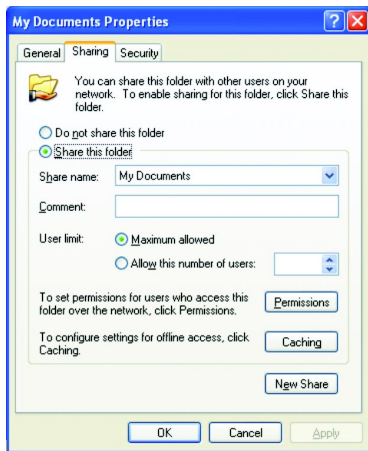 My Documents Properties
General Sharing Security
You can share this folder with other users on your
network. To enable sharing for this folder, click Share this
folder.
Do not share this folder
Share this folder
Share name: My Documents
Comment:
User limit: Maximum allowed
Allow this number of users:
To set permissions for users who access this
folder over the network, click Permissions.
Permissions
To configure settings for offline access, click
Caching.
Caching
New Share
OK Cancel Apply